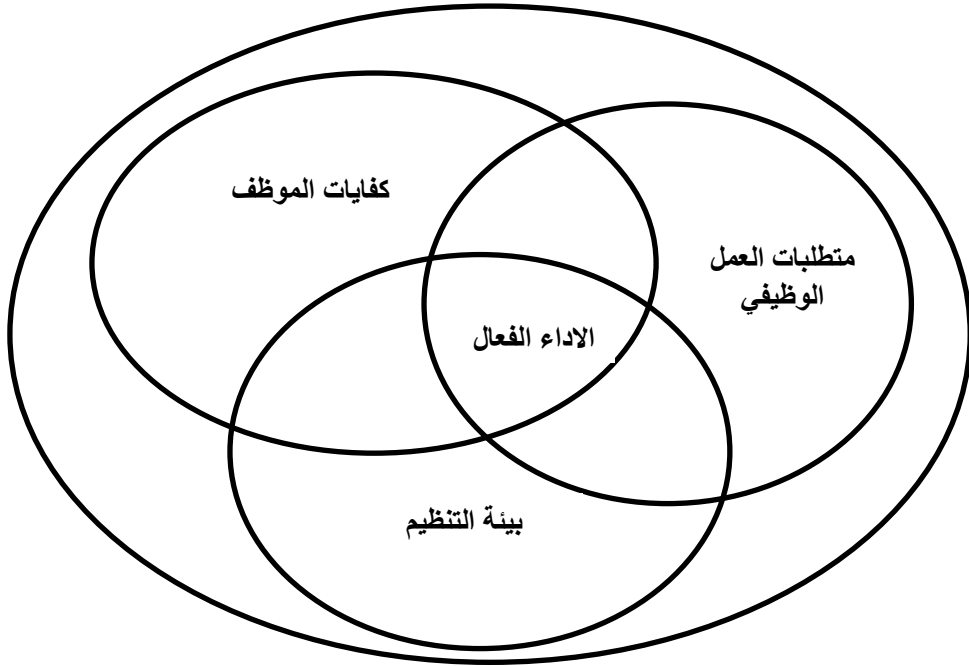 كفايات الموظف
متطلبات العمل
الوظيفي
الاداء الفعال
بيئة التنظيم